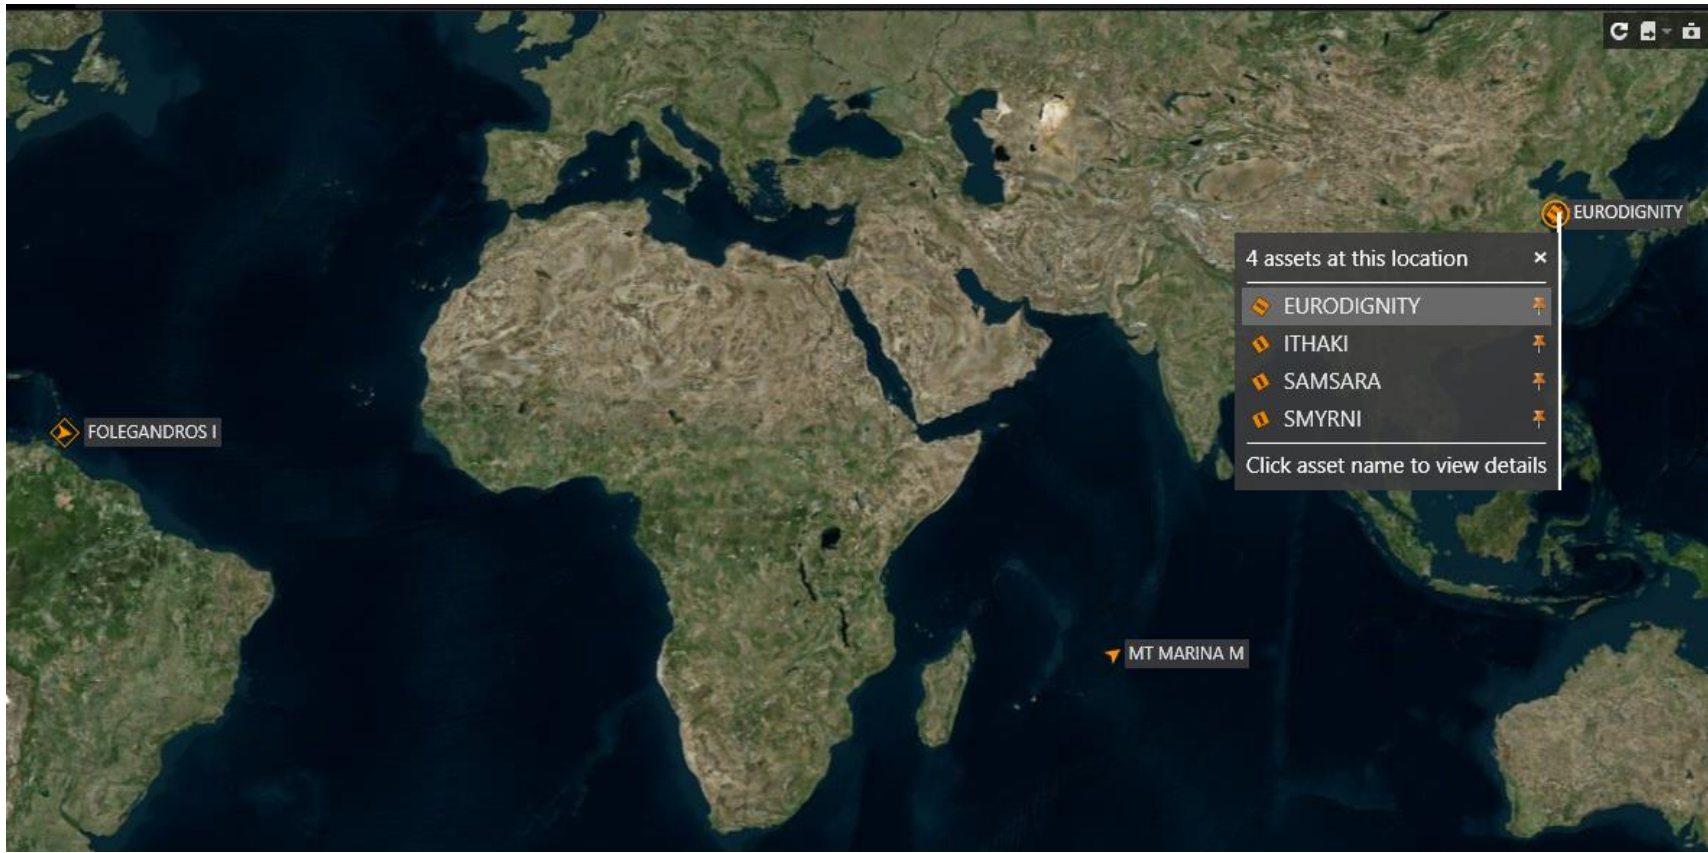 EURODIGNITY
4 assets at this location
EURODIGNITY
ITHAKI
SAMSARA
SMYRNI
Click asset name to view details
FOLEGANDROS I
MT MARINA M